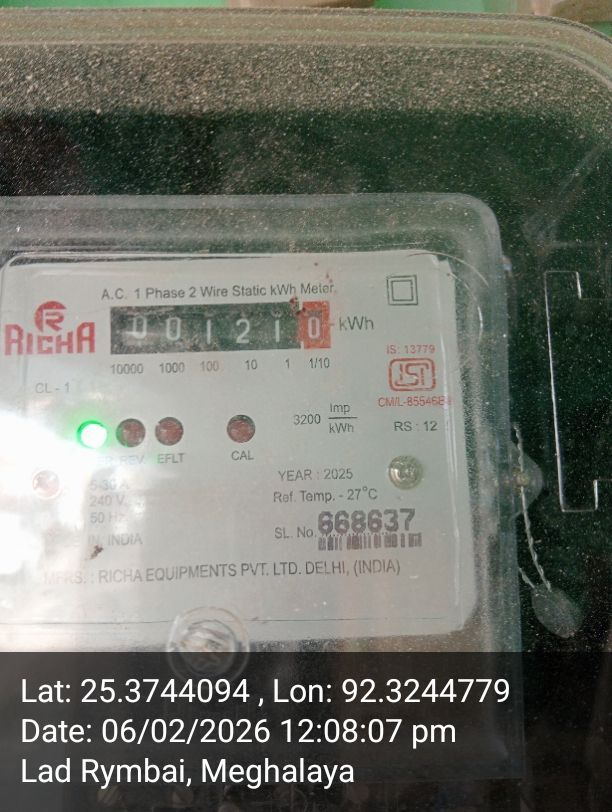 A.C. 1 Phase 2 Wire Static kWh Meter
RICHA
001210 kWh
10000 1000 100 10 1 1/10
IS: 13779
ISI
CL-1
3200 Imp/kWh
RS: 12
REV. EFLT CAL
YEAR: 2025
240 V
50 Hz
Ref. Temp. - 27°C
IN INDIA
SL. No. 668637
MFRS.: RICHA EQUIPMENTS PVT. LTD. DELHI, (INDIA)
Lat: 25.3744094 , Lon: 92.3244779
Date: 06/02/2026 12:08:07 pm
Lad Rymbai, Meghalaya